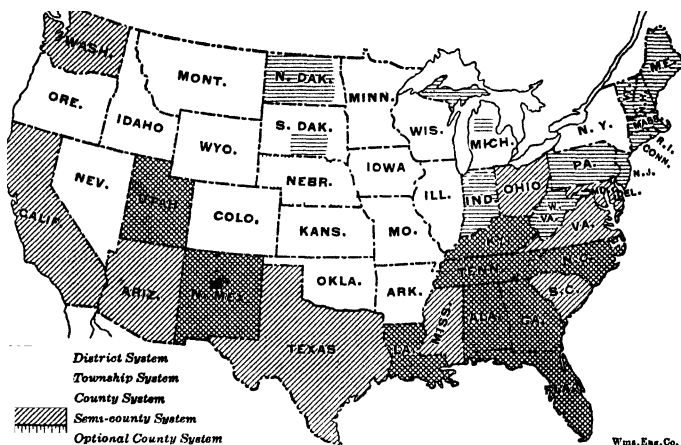 WASH.
MONT.
N. DAK.
MINN.
ME.
ORE.
IDAHO
S. DAK.
WIS.
MICH.
N. Y.
MASS.
R. I.
CONN.
WYO.
IOWA
PA.
N. J.
NEV.
UTAH
NEBR.
ILL.
IND.
OHIO
DEL.
CALIF.
COLO.
KANS.
MO.
W. VA.
VA.
KY.
ARIZ.
N. MEX.
OKLA.
ARK.
TENN.
N. C.
S. C.
TEXAS
LA.
MISS.
ALA.
GA.
District System
Township System
County System
Semi-county System
Optional County System
Wms. Eng. Co.